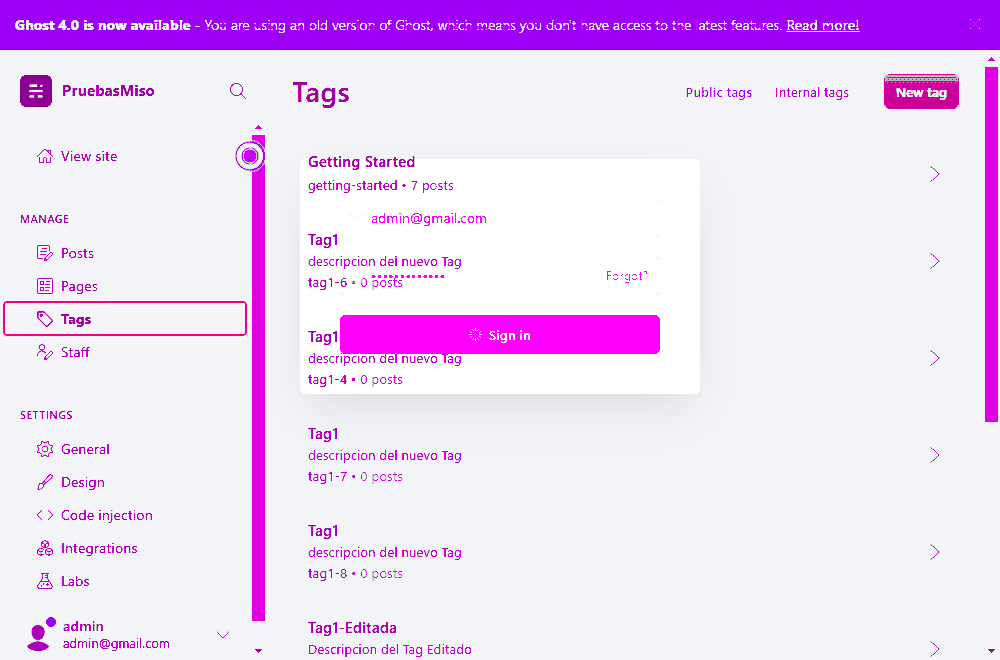 Ghost 4.0 is now available - You are using an old version of Ghost, which means you don't have access to the latest features. Read more!
PruebasMiso
Tags
Public tags
Internal tags
New tag
View site
MANAGE
Posts
Pages
Tags
Staff
SETTINGS
General
Design
Code injection
Integrations
Labs
admin
admin@gmail.com
Getting Started
getting-started • 7 posts
admin@gmail.com
Tag1
descripcion del nuevo Tag
tag1-6 • 0 posts
Forgot?
Sign in
Tag1
descripcion del nuevo Tag
tag1-4 • 0 posts
Tag1
descripcion del nuevo Tag
tag1-7 • 0 posts
Tag1
descripcion del nuevo Tag
tag1-8 • 0 posts
Tag1-Editada
Descripcion del Tag Editado